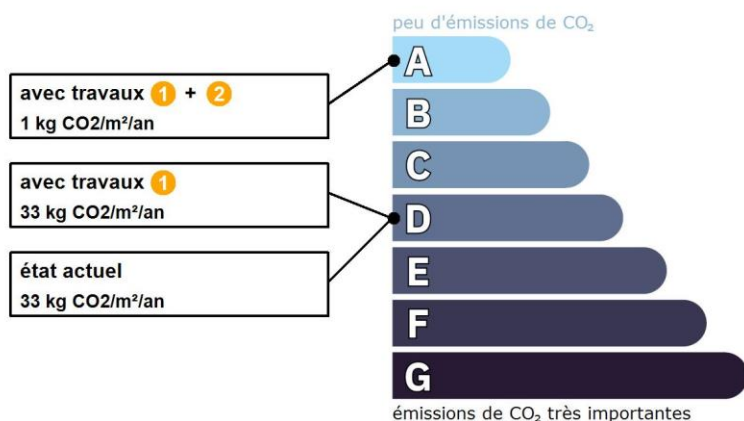 peu d'émissions de CO₂
A
avec travaux 1 + 2
1 kg CO2/m²/an
B
C
avec travaux 1
33 kg CO2/m²/an
D
état actuel
33 kg CO2/m²/an
E
F
G
émissions de CO₂ très importantes